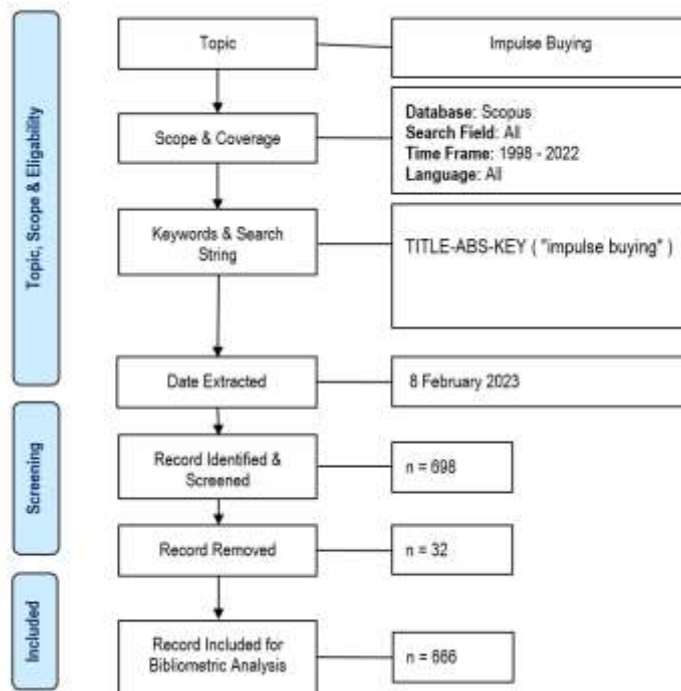 Topic, Scope & Eligability
Topic
Impulse Buying
Scope & Coverage
Database: Scopus
Search Field: All
Time Frame: 1998 - 2022
Language: All
Keywords & Search
String
TITLE-ABS-KEY ( "impulse buying" )
Date Extracted
8 February 2023
Screening
Record Identified &
Screened
n = 698
Record Removed
n = 32
Included
Record Included for
Bibliometric Analysis
n = 666